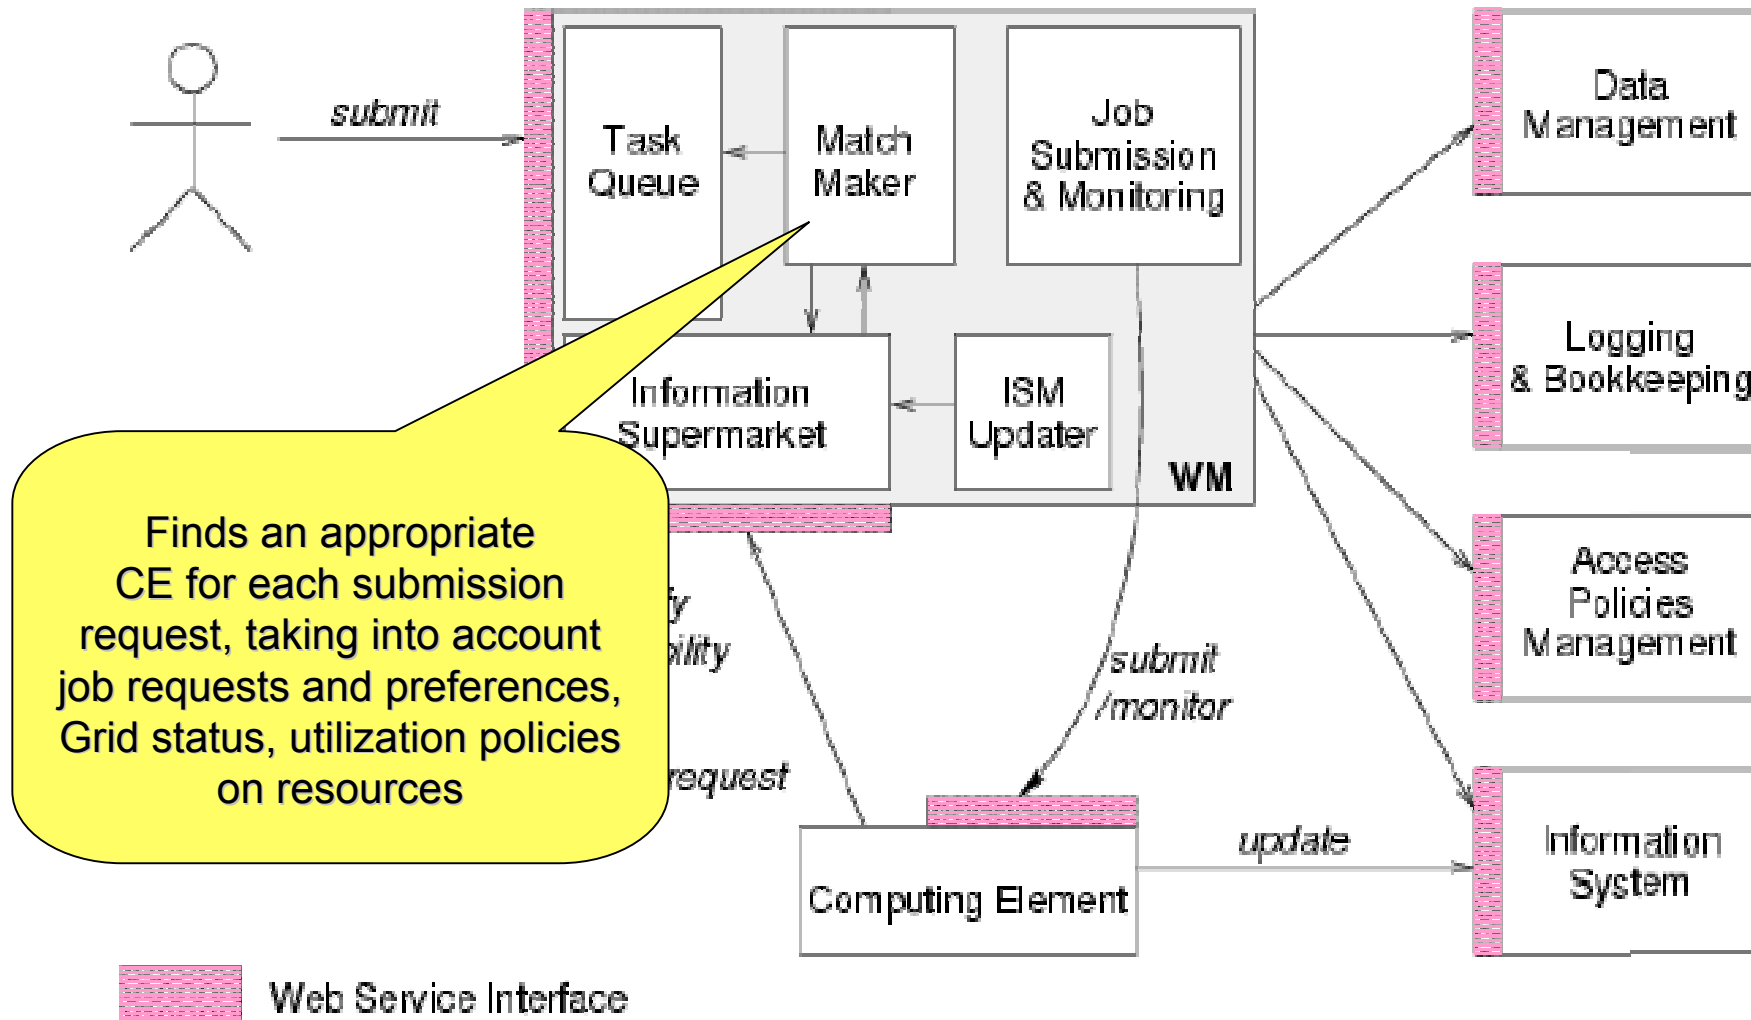 submit
Task
Queue
Match
Maker
Job
Submission
& Monitoring
Data
Management
Information
Supermarket
ISM
Updater
WM
Logging
& Bookkeeping
Finds an appropriate
CE for each submission
request, taking into account
job requests and preferences,
Grid status, utilization policies
on resources
request
submit
/monitor
Access
Policies
Management
Computing Element
update
Information
System
Web Service Interface